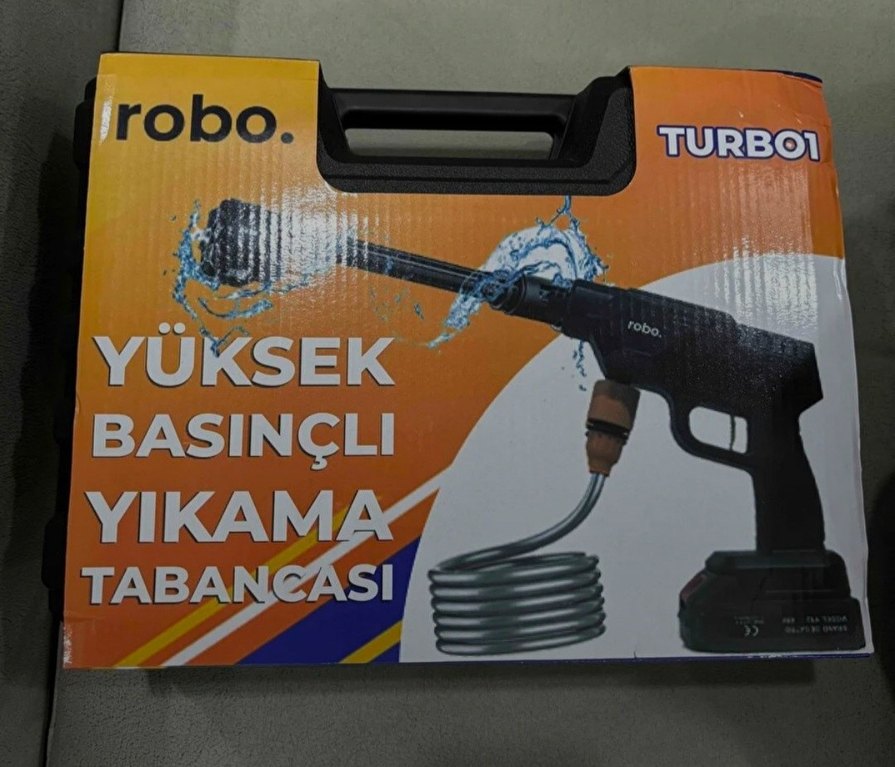 robo.
TURBO1
robo.
YÜKSEK
BASINÇLI
YIKAMA
TABANCASI